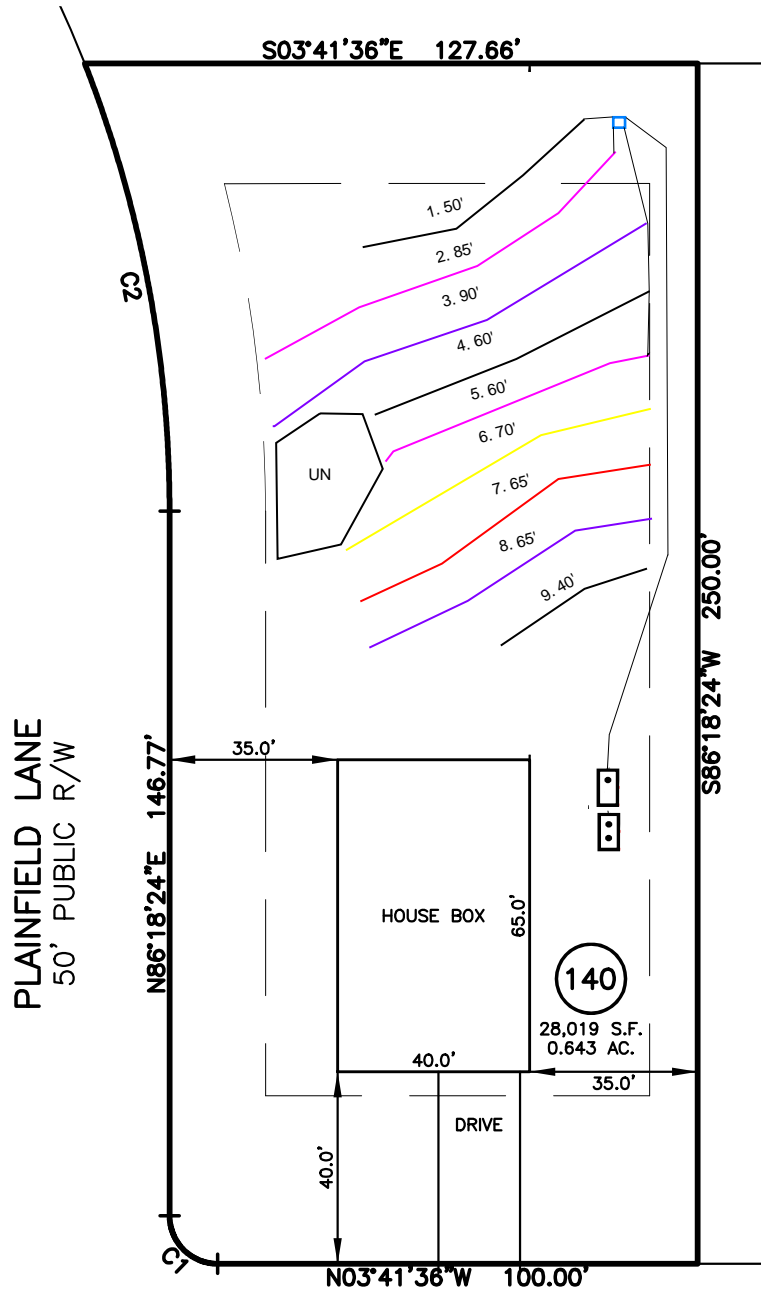 S03°41'36"E 127.66'
1. 50'
2. 85'
C2
3. 90'
4. 60'
5. 60'
6. 70'
UN
7. 65'
8. 65'
9. 40'
S86°18'24"W 250.00'
PLAINFIELD LANE
50' PUBLIC R/W
N86°18'24"E 146.77'
35.0'
HOUSE BOX
65.0'
140
28,019 S.F.
0.643 AC.
40.0'
35.0'
DRIVE
40.0'
C1
N03°41'36"W 100.00'